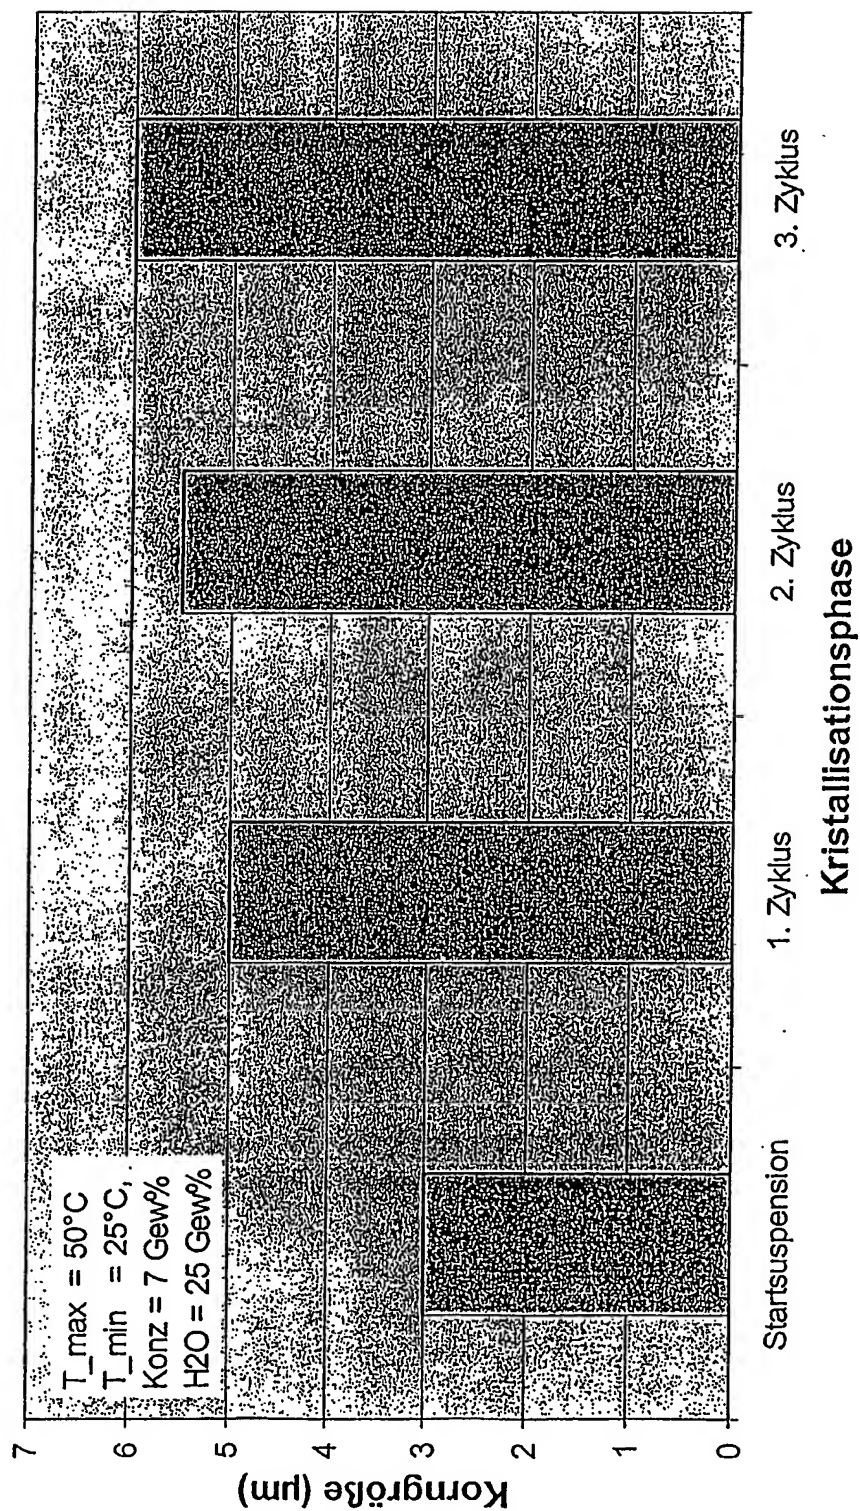 T_max = 50°C
T_min = 25°C,
Konz = 7 Gew%
H2O = 25 Gew%
Korngröße (µm)
7
6
5
4
3
2
1
0
Startsuspension
1. Zyklus
2. Zyklus
3. Zyklus
Kristallisationsphase